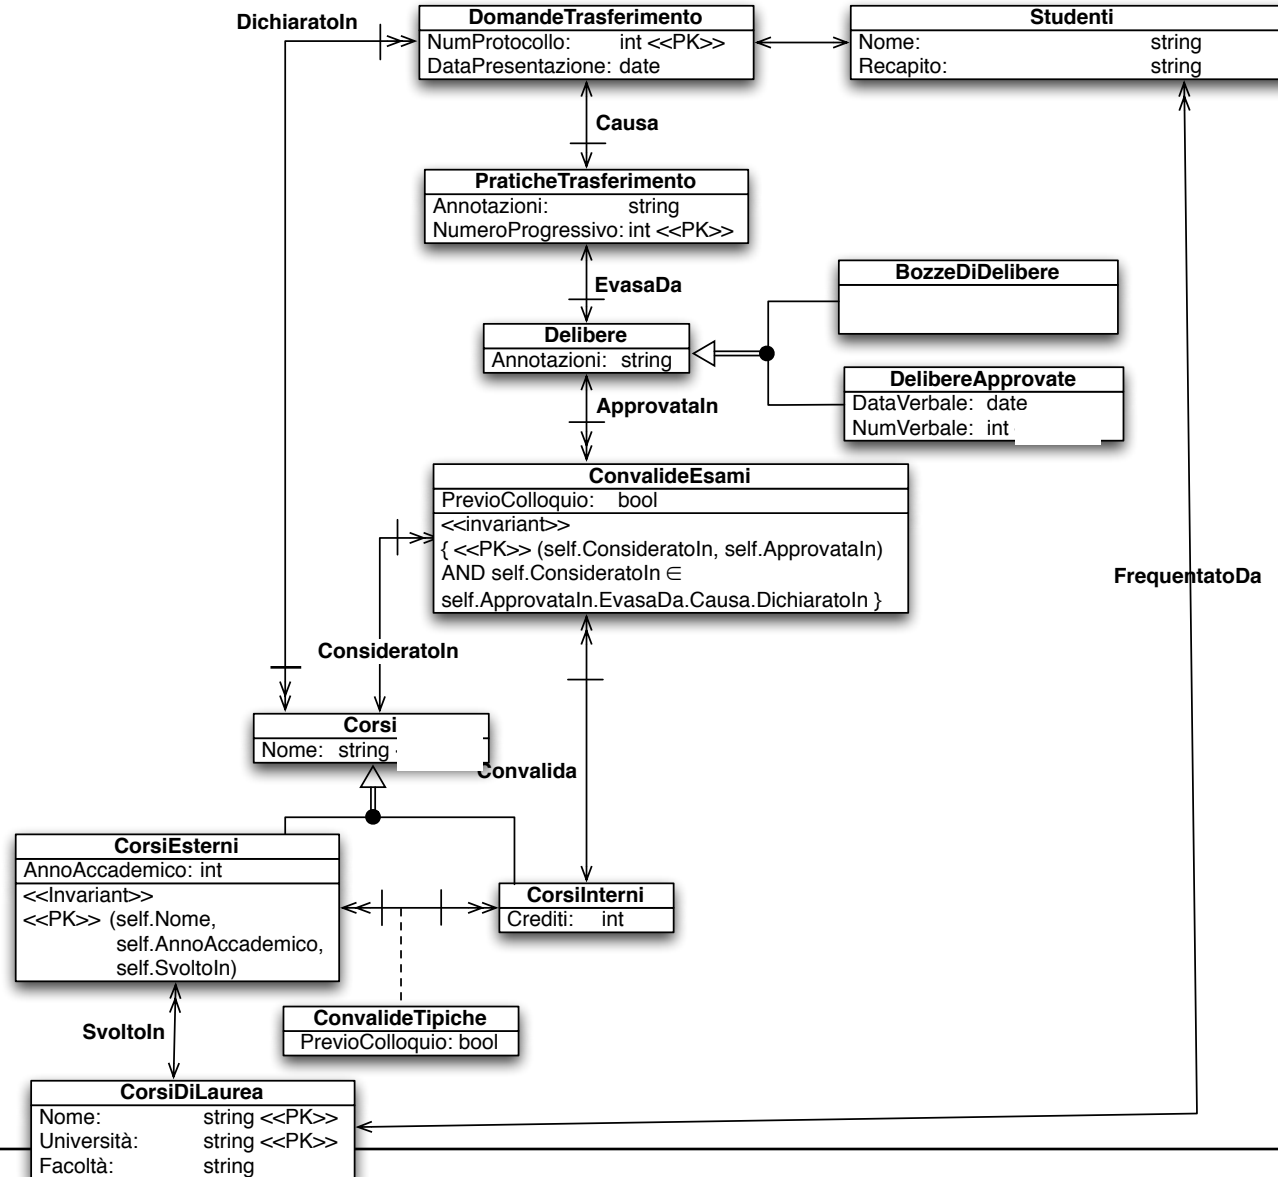 DichiaratoIn
DomandeTrasferimento
NumProtocollo: int <<PK>>
DataPresentazione: date
Studenti
Nome: string
Recapito: string
Causa
PraticheTrasferimento
Annotazioni: string
NumeroProgressivo: int <<PK>>
EvasaDa
BozzeDiDelibere
Delibere
Annotazioni: string
DelibereApprovate
DataVerbale: date
NumVerbale: int
ApprovataIn
ConvalideEsami
PrevioColloquio: bool
<<invariant>>
{ <<PK>> (self.ConsideratoIn, self.ApprovataIn)
AND self.ConsideratoIn ∈
self.ApprovataIn.EvasaDa.Causa.DichiaratoIn }
FrequentatoDa
ConsideratoIn
Corsi
Nome: string
Convalida
CorsiEsterni
AnnoAccademico: int
<<Invariant>>
<<PK>> (self.Nome,
self.AnnoAccademico,
self.SvoltoIn)
CorsiInterni
Crediti: int
ConvalideTipiche
PrevioColloquio: bool
SvoltoIn
CorsiDiLaurea
Nome: string <<PK>>
Università: string <<PK>>
Facoltà: string